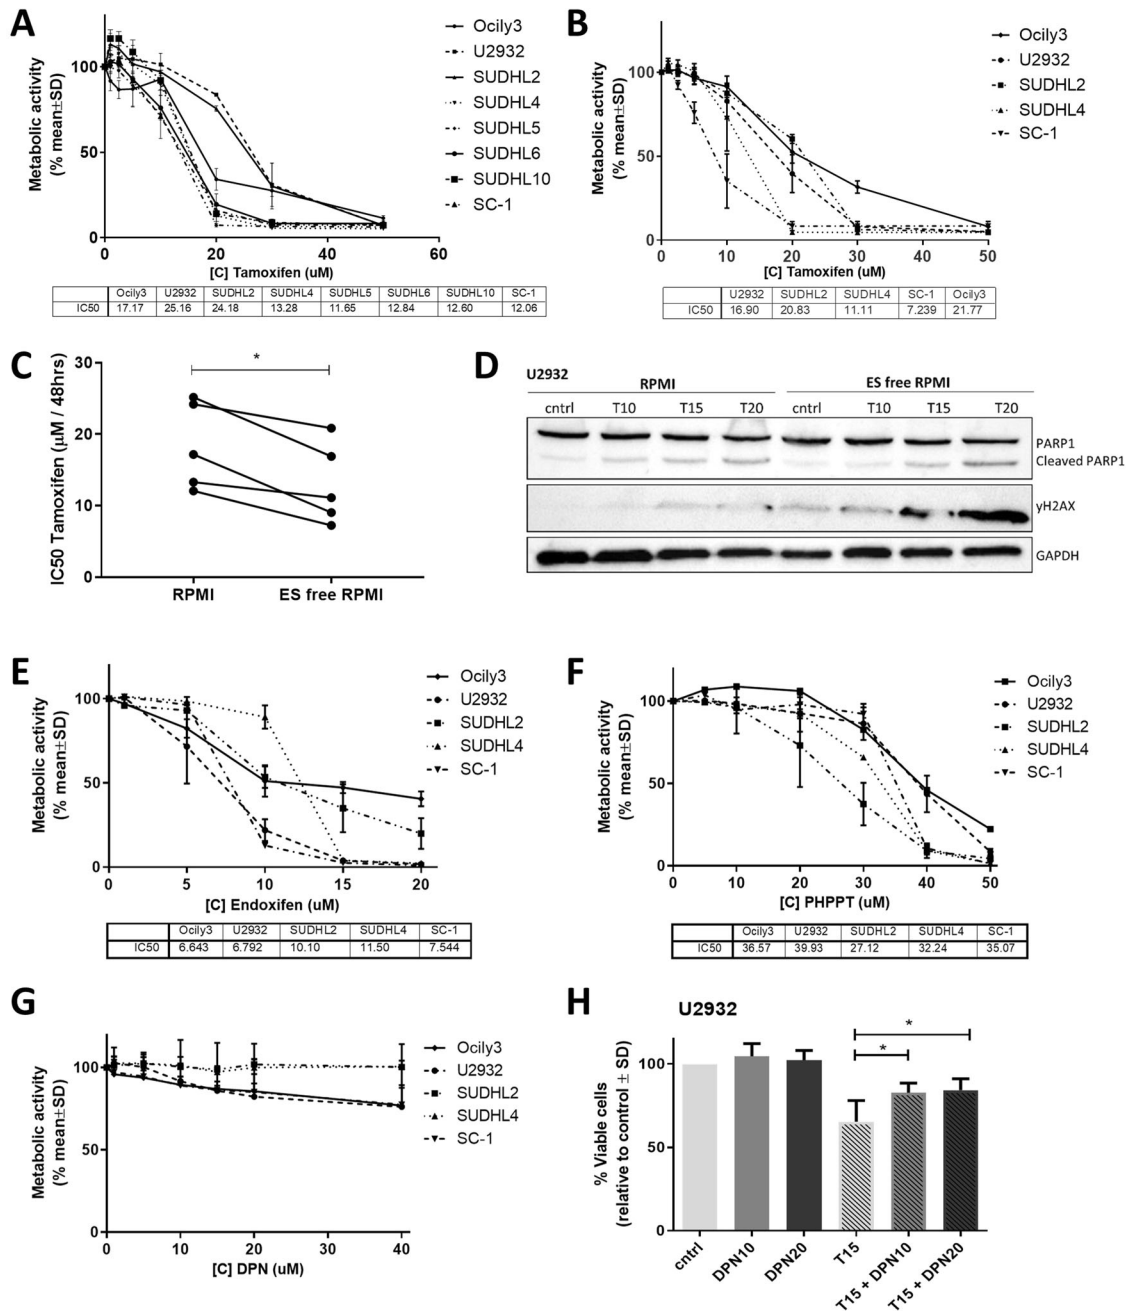 A
Metabolic activity
(% mean±SD)
100
50
0
0 20 40 60
[C] Tamoxifen (uM)
Ocily3
U2932
SUDHL2
SUDHL4
SUDHL5
SUDHL6
SUDHL10
SC-1
Ocily3 U2932 SUDHL2 SUDHL4 SUDHL5 SUDHL6 SUDHL10 SC-1
IC50 17.17 25.16 24.18 13.28 11.65 12.84 12.60 12.06
B
Metabolic activity
(% mean±SD)
100
50
0
0 10 20 30 40 50
[C] Tamoxifen (uM)
Ocily3
U2932
SUDHL2
SUDHL4
SC-1
U2932 SUDHL2 SUDHL4 SC-1 Ocily3
IC50 16.90 20.83 11.11 7.239 21.77
C
IC50 Tamoxifen (µM / 48hrs)
30
20
10
0
*
RPMI ES free RPMI
D
U2932
RPMI ES free RPMI
cntrl T10 T15 T20 cntrl T10 T15 T20
PARP1
Cleaved PARP1
yH2AX
GAPDH
E
Metabolic activity
(% mean±SD)
100
50
0
0 5 10 15 20
[C] Endoxifen (uM)
Ocily3
U2932
SUDHL2
SUDHL4
SC-1
Ocily3 U2932 SUDHL2 SUDHL4 SC-1
IC50 6.643 6.792 10.10 11.50 7.544
F
Metabolic activity
(% mean±SD)
100
50
0
0 10 20 30 40 50
[C] PHPPT (uM)
Ocily3
U2932
SUDHL2
SUDHL4
SC-1
Ocily3 U2932 SUDHL2 SUDHL4 SC-1
IC50 36.57 39.93 27.12 32.24 35.07
G
Metabolic activity
(% mean±SD)
100
50
0
0 10 20 30 40
[C] DPN (uM)
Ocily3
U2932
SUDHL2
SUDHL4
SC-1
H
U2932
% Viable cells
(relative to control ± SD)
100
50
0
*
*
cntrl
DPN10
DPN20
T15
T15 + DPN10
T15 + DPN20